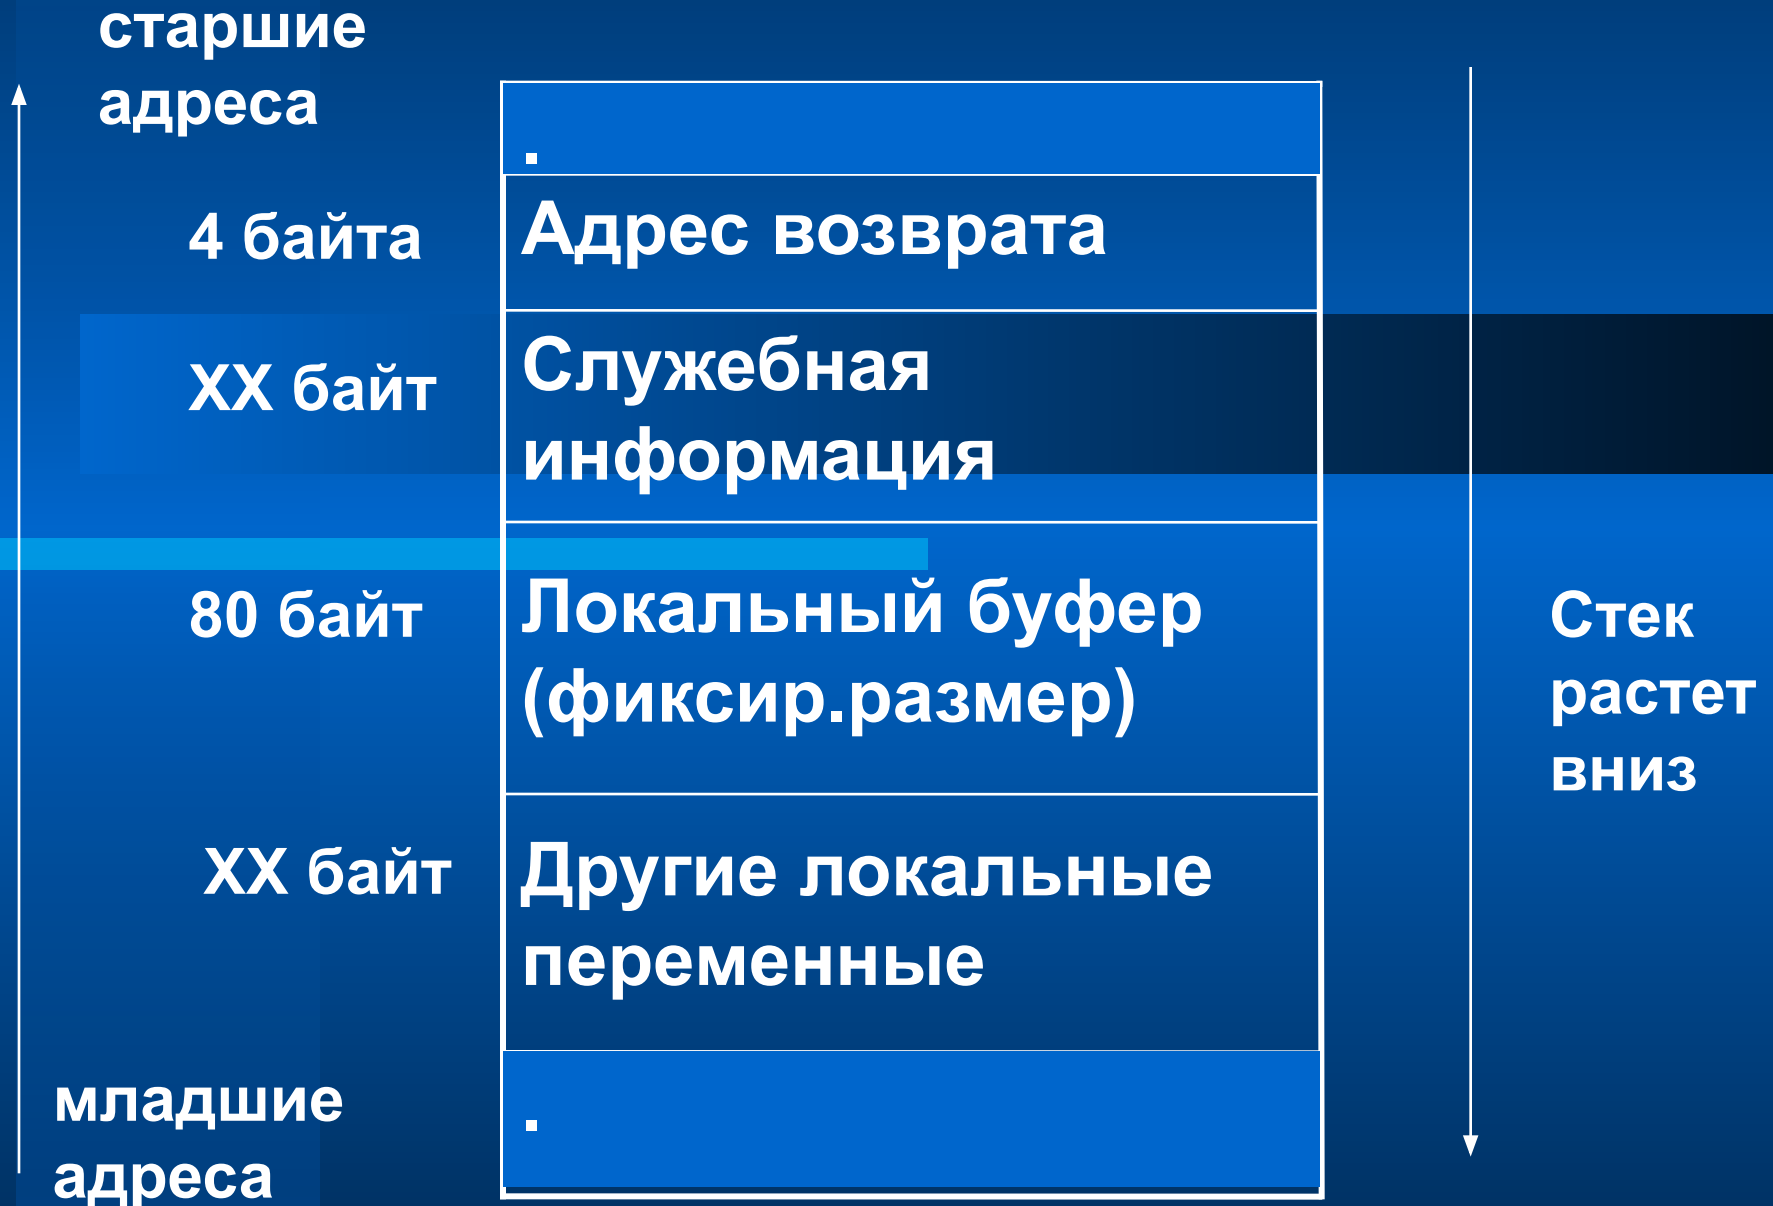 старшие
адреса
.
4 байта
Адрес возврата
XX байт
Служебная
информация
80 байт
Локальный буфер
(фиксир.размер)
Стек
растет
вниз
XX байт
Другие локальные
переменные
младшие
адреса
.